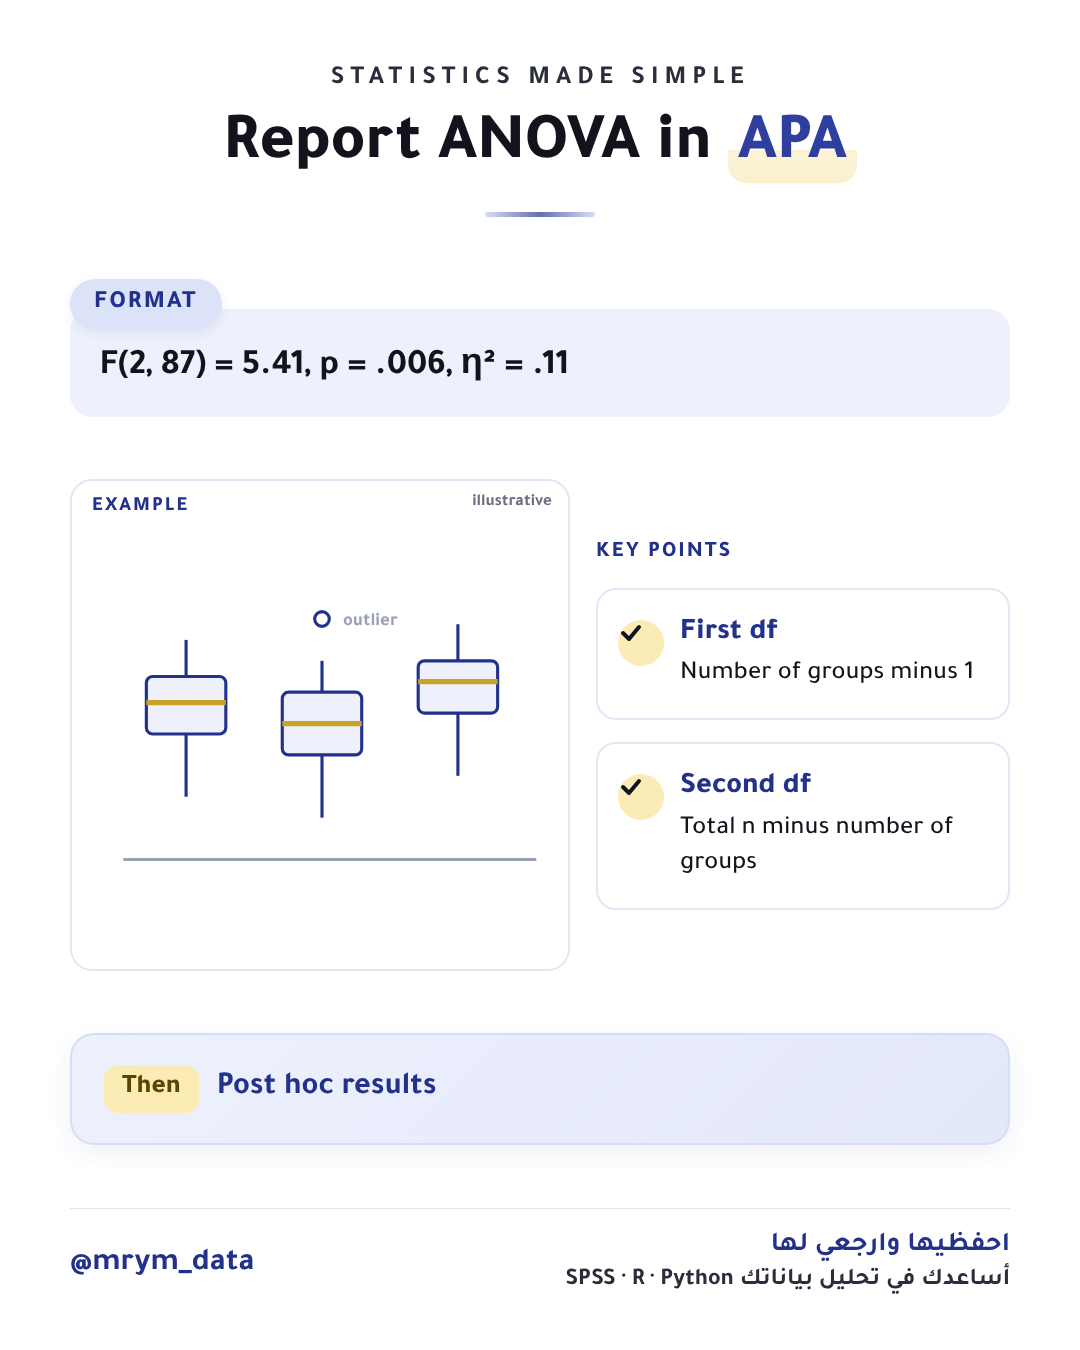 STATISTICS MADE SIMPLE
Report ANOVA in APA
FORMAT
F(2, 87) = 5.41, p = .006, η² = .11
EXAMPLE
illustrative
outlier
KEY POINTS
First df
Number of groups minus 1
Second df
Total n minus number of
groups
Then Post hoc results
@mrym_data
احفظيها وارجعي لها
أساعدك في تحليل بياناتك SPSS · R · Python